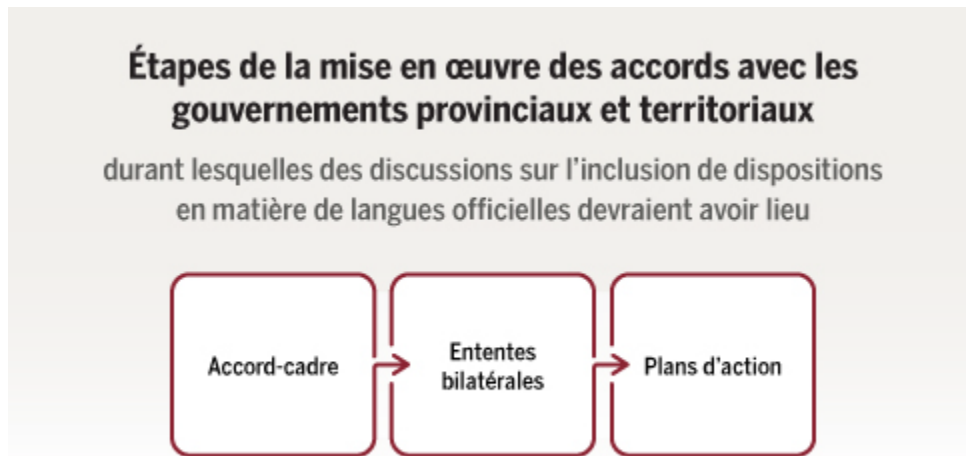 Étapes de la mise en œuvre des accords avec les
gouvernements provinciaux et territoriaux
durant lesquelles des discussions sur l’inclusion de dispositions
en matière de langues officielles devraient avoir lieu
Accord-cadre
Ententes
bilatérales
Plans d’action